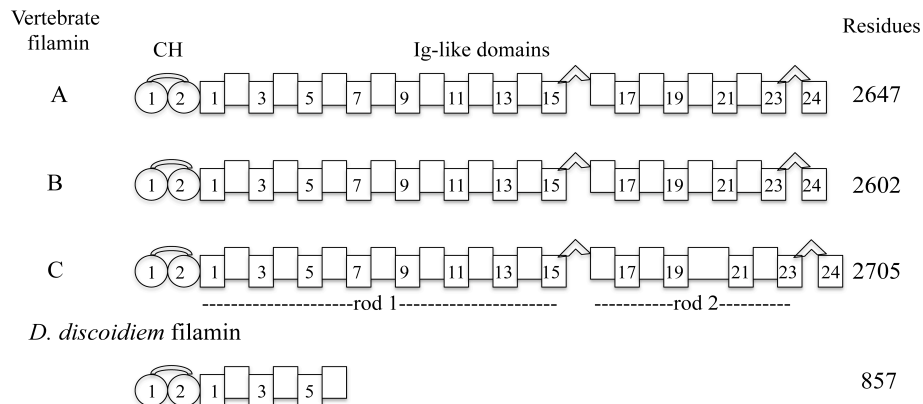 Vertebrate
filamin
Residues
CH
Ig-like domains
A
1 2 1 3 5 7 9 11 13 15 17 19 21 23 24
2647
B
1 2 1 3 5 7 9 11 13 15 17 19 21 23 24
2602
C
1 2 1 3 5 7 9 11 13 15 17 19 21 23 24
2705
rod 1
rod 2
D. discoidiem filamin
1 2 1 3 5
857